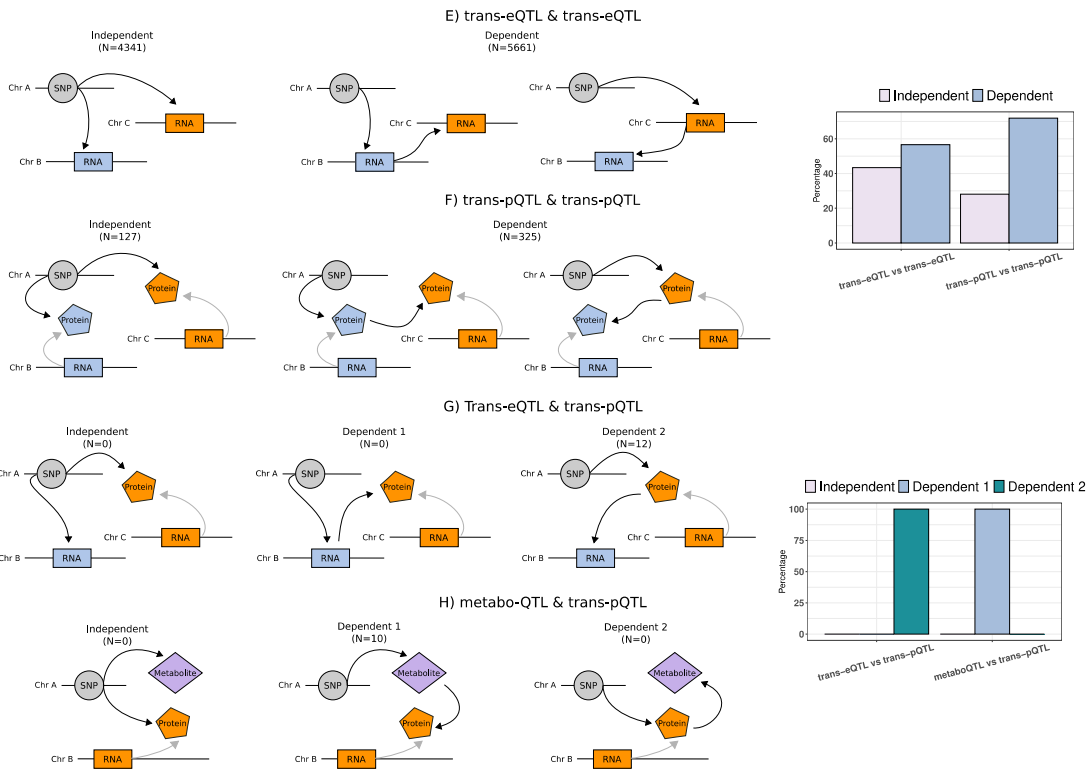 E) trans-eQTL & trans-eQTL
Independent
(N=4341)
Dependent
(N=5661)
Chr A
SNP
Chr C
RNA
Chr B
RNA
Chr A
SNP
Chr C
RNA
Chr B
RNA
Chr A
SNP
Chr C
RNA
Chr B
RNA
F) trans-pQTL & trans-pQTL
Independent
(N=127)
Dependent
(N=325)
Chr A
SNP
Protein
Protein
Chr C
RNA
Chr B
RNA
Chr A
SNP
Protein
Protein
Chr C
RNA
Chr B
RNA
Chr A
SNP
Protein
Protein
Chr C
RNA
Chr B
RNA
G) Trans-eQTL & trans-pQTL
Independent
(N=0)
Dependent 1
(N=0)
Dependent 2
(N=12)
Chr A
SNP
Protein
Chr C
RNA
Chr B
RNA
Chr A
SNP
Protein
Chr C
RNA
Chr B
RNA
Chr A
SNP
Protein
Chr C
RNA
Chr B
RNA
H) metabo-QTL & trans-pQTL
Independent
(N=0)
Dependent 1
(N=10)
Dependent 2
(N=0)
Chr A
SNP
Metabolite
Protein
Chr B
RNA
Chr A
SNP
Metabolite
Protein
Chr B
RNA
Chr A
SNP
Metabolite
Protein
Chr B
RNA
Independent Dependent
Percentage
60
40
20
0
trans-eQTL vs trans-eQTL
trans-pQTL vs trans-pQTL
Independent Dependent 1 Dependent 2
Percentage
100
75
50
25
0
trans-eQTL vs trans-pQTL
metaboQTL vs trans-pQTL